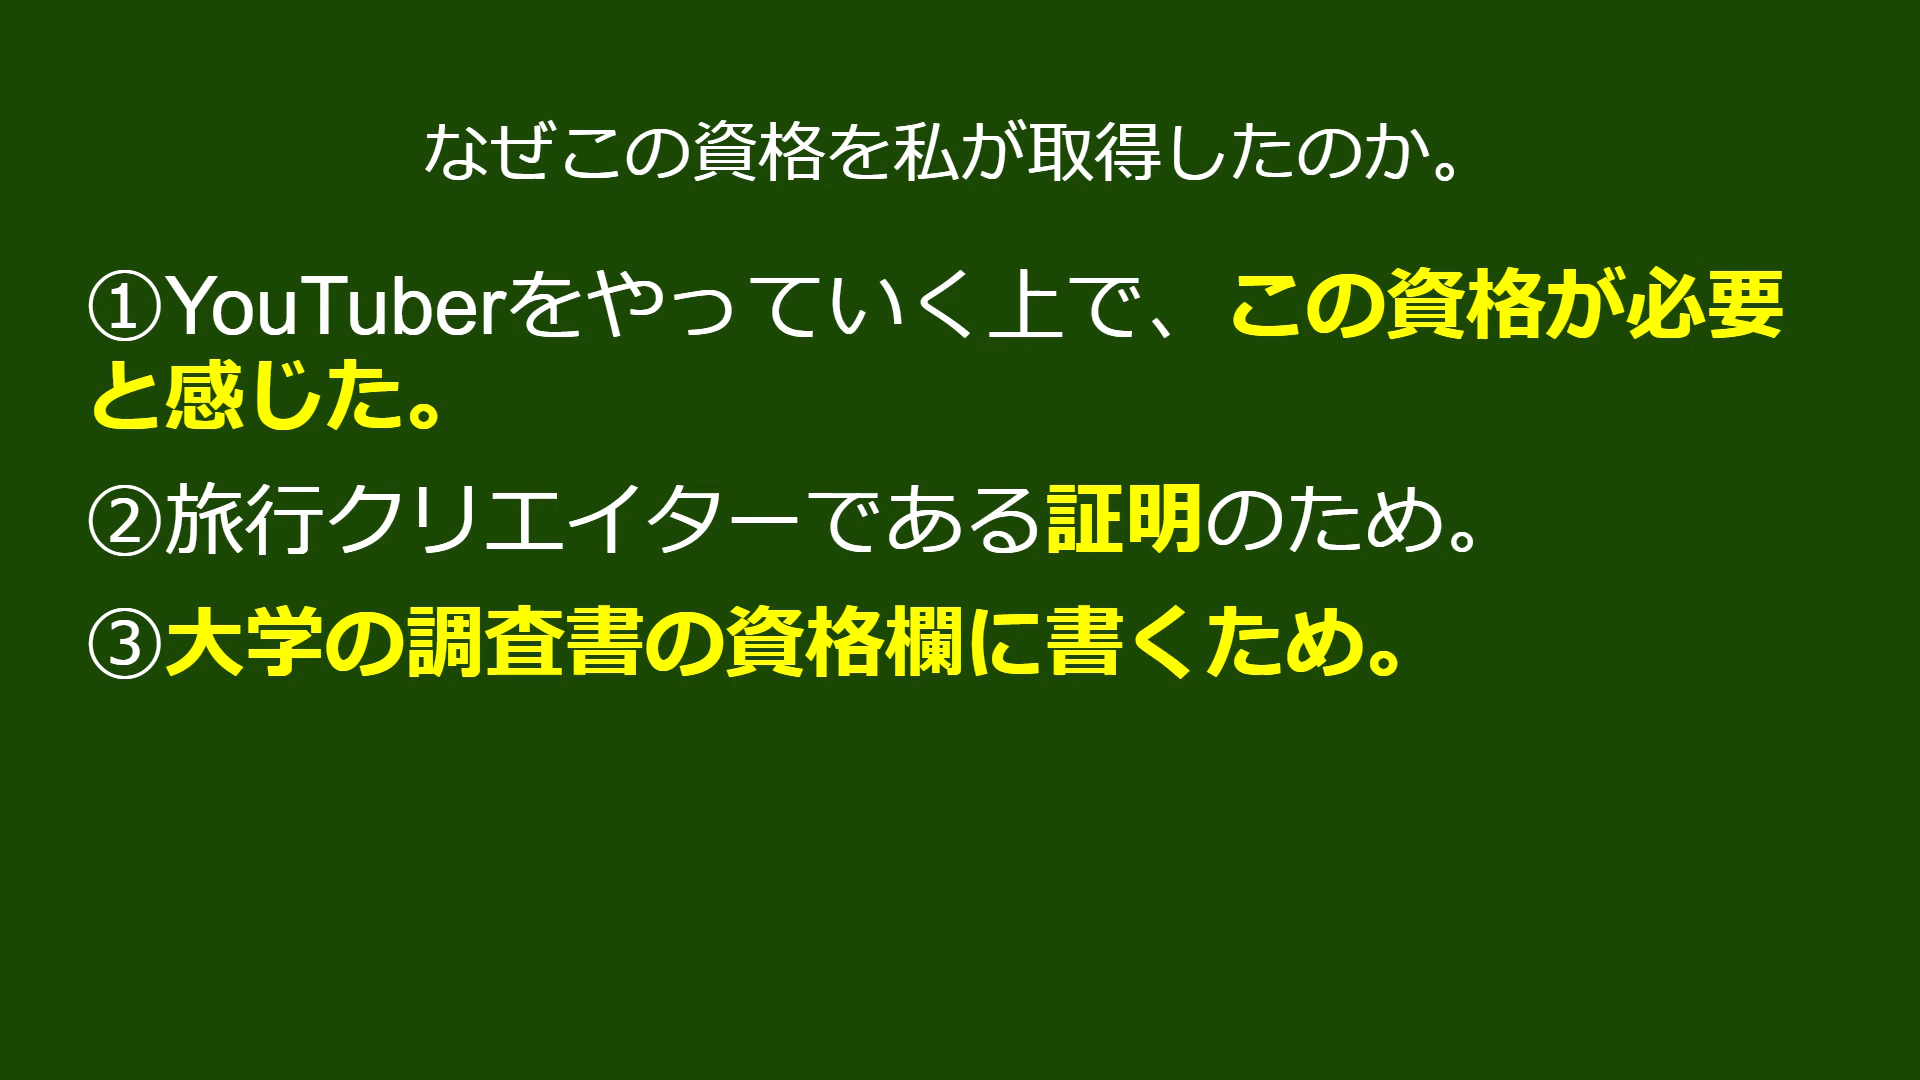 なぜこの資格を私が取得したのか。
①YouTuberをやっていく上で、この資格が必要
と感じた。
②旅行クリエイターである証明のため。
③大学の調査書の資格欄に書くため。